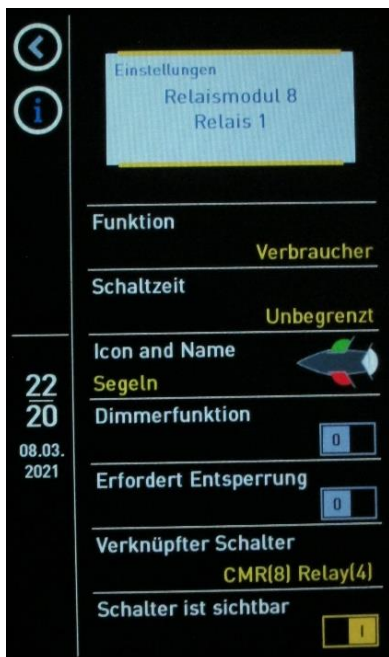 Einstellungen
Relaismodul 8
Relais 1
Funktion
Verbraucher
Schaltzeit
Unbegrenzt
Icon and Name
Segeln
Dimmerfunktion
0
Erfordert Entsperrung
0
Verknüpfter Schalter
CMR(8) Relay(4)
Schalter ist sichtbar
I
22
20
08.03.
2021
i